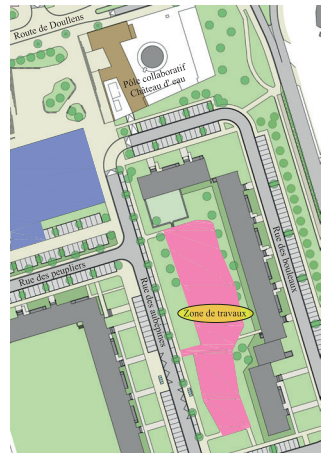 Route de Doullens
Pôle collaboratif
Château d'eau
Rue des peupliers
Rue des aubépines
Rue des bouleaux
Zone de travaux